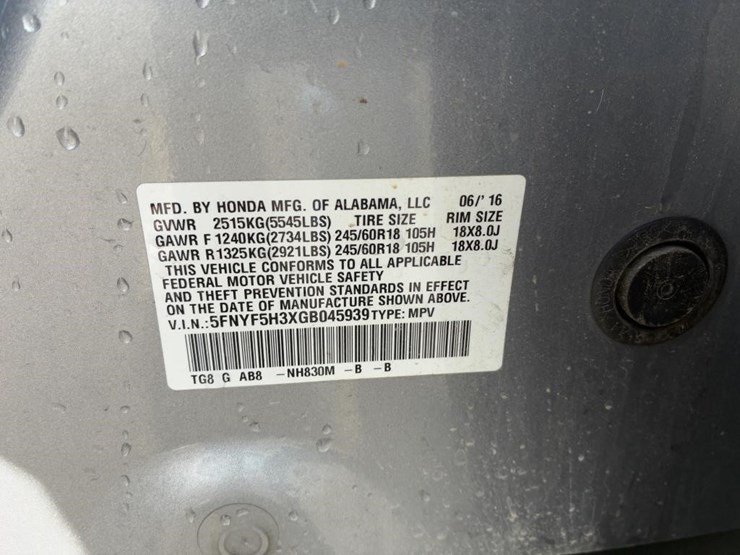 MFD. BY HONDA MFG. OF ALABAMA, LLC 06/' 16
GVWR 2515KG(5545LBS) TIRE SIZE RIM SIZE
GAWR F 1240KG(2734LBS) 245/60R18 105H 18X8.0J
GAWR R 1325KG(2921LBS) 245/60R18 105H 18X8.0J
THIS VEHICLE CONFORMS TO ALL APPLICABLE
FEDERAL MOTOR VEHICLE SAFETY
AND THEFT PREVENTION STANDARDS IN EFFECT
ON THE DATE OF MANUFACTURE SHOWN ABOVE.
V.I.N.:5FNYF5H3XGB045939 TYPE: MPV
TG8 G AB8 -NH830M -B -B